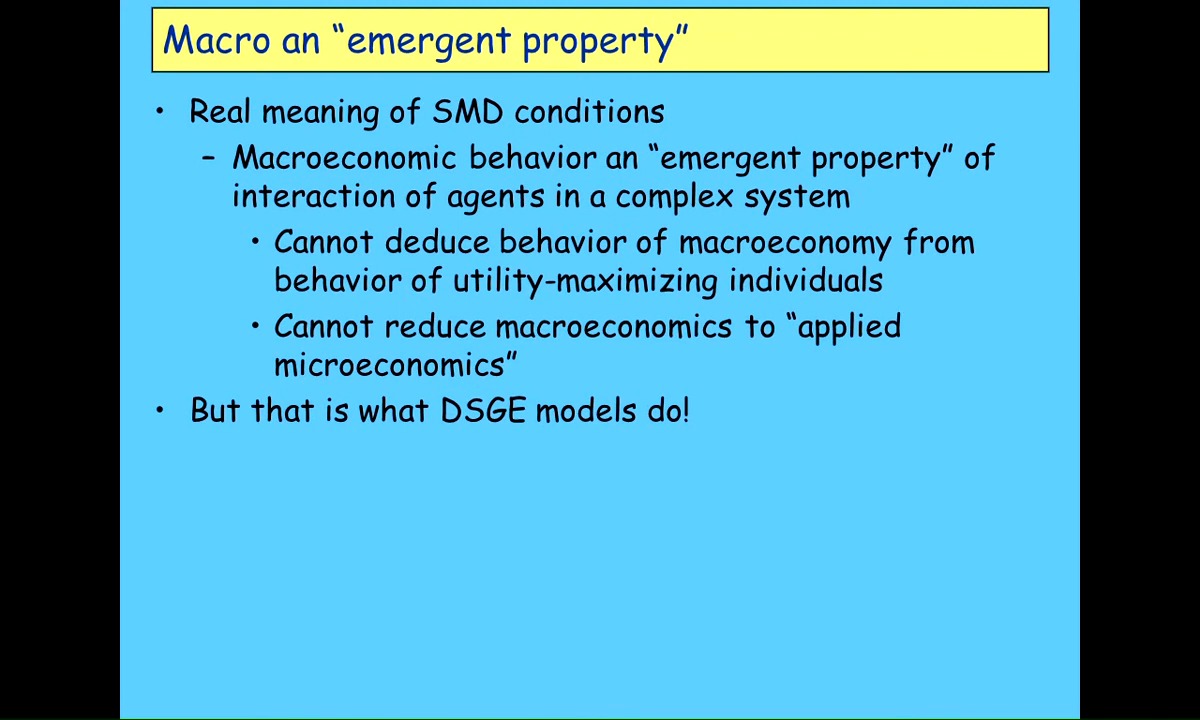 Macro an “emergent property”
• Real meaning of SMD conditions
– Macroeconomic behavior an “emergent property” of
interaction of agents in a complex system
• Cannot deduce behavior of macroeconomy from
behavior of utility-maximizing individuals
• Cannot reduce macroeconomics to “applied
microeconomics”
• But that is what DSGE models do!